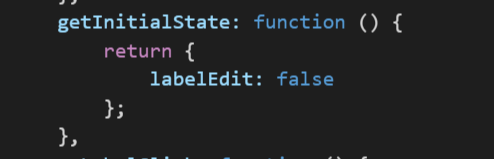 getInitialState: function () {
return {
labelEdit: false
};
},